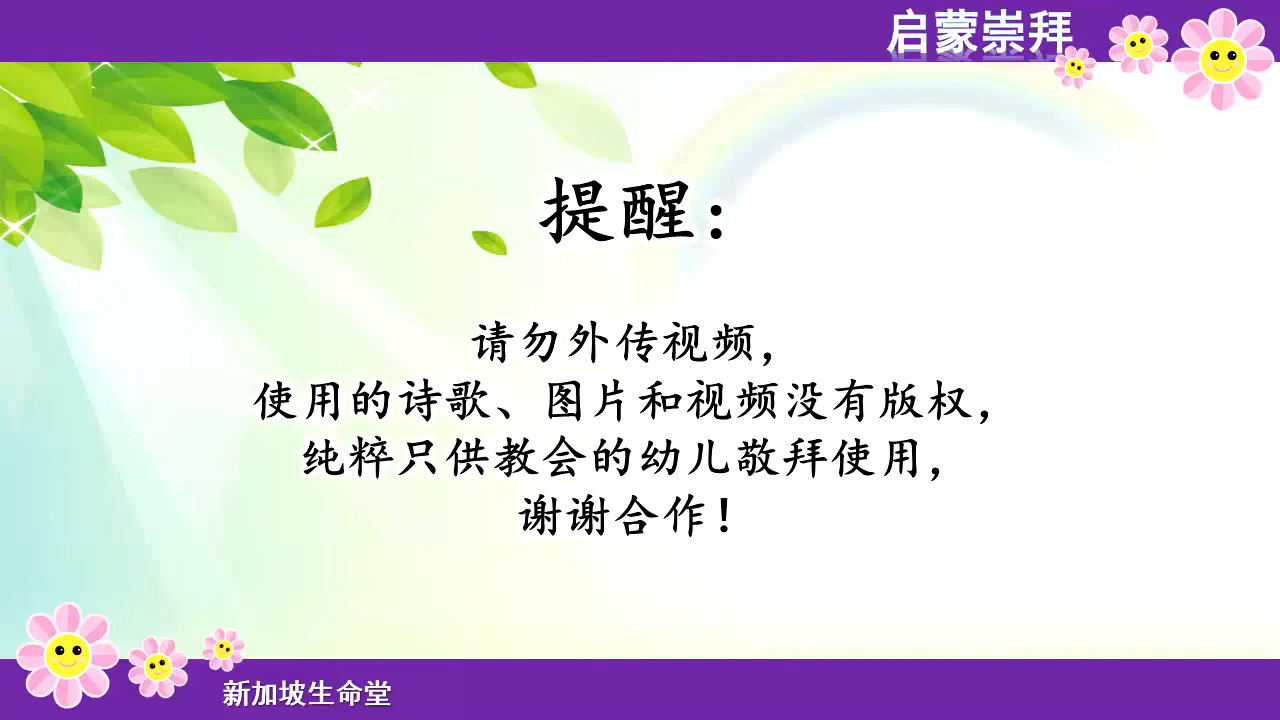 启蒙崇拜
提醒：
请勿外传视频，
使用的诗歌、图片和视频没有版权，
纯粹只供教会的幼儿敬拜使用，
谢谢合作！
新加坡生命堂